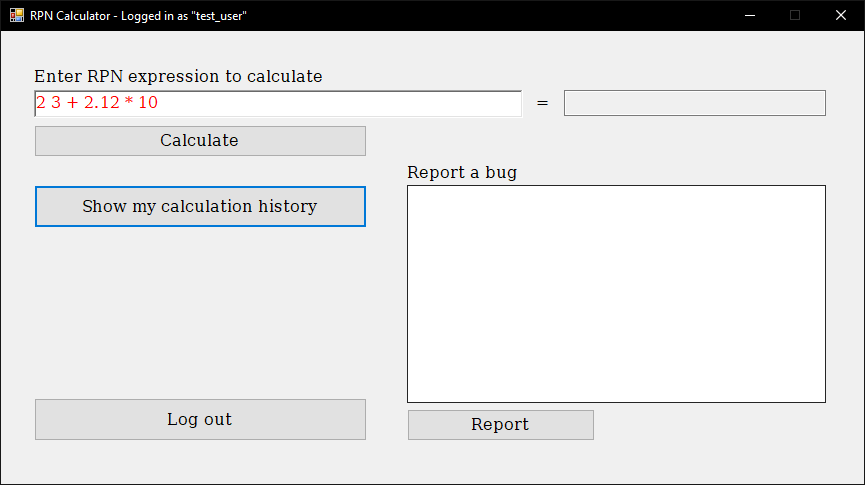 RPN Calculator - Logged in as "test_user"
Enter RPN expression to calculate
2 3 + 2.12 * 10
=
Calculate
Report a bug
Show my calculation history
Log out
Report